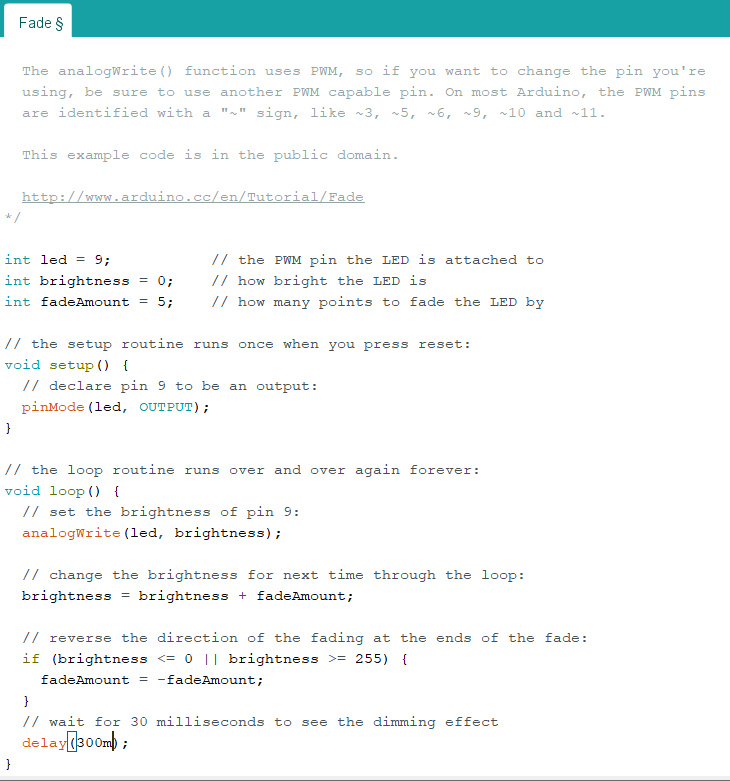 Fade §
The analogWrite() function uses PWM, so if you want to change the pin you're
using, be sure to use another PWM capable pin. On most Arduino, the PWM pins
are identified with a "~" sign, like ~3, ~5, ~6, ~9, ~10 and ~11.
This example code is in the public domain.
http://www.arduino.cc/en/Tutorial/Fade
*/
int led = 9;           // the PWM pin the LED is attached to
int brightness = 0;    // how bright the LED is
int fadeAmount = 5;    // how many points to fade the LED by
// the setup routine runs once when you press reset:
void setup() {
  // declare pin 9 to be an output:
  pinMode(led, OUTPUT);
}
// the loop routine runs over and over again forever:
void loop() {
  // set the brightness of pin 9:
  analogWrite(led, brightness);
  // change the brightness for next time through the loop:
  brightness = brightness + fadeAmount;
  // reverse the direction of the fading at the ends of the fade:
  if (brightness <= 0 || brightness >= 255) {
    fadeAmount = -fadeAmount;
  }
  // wait for 30 milliseconds to see the dimming effect
  delay(300m);
}